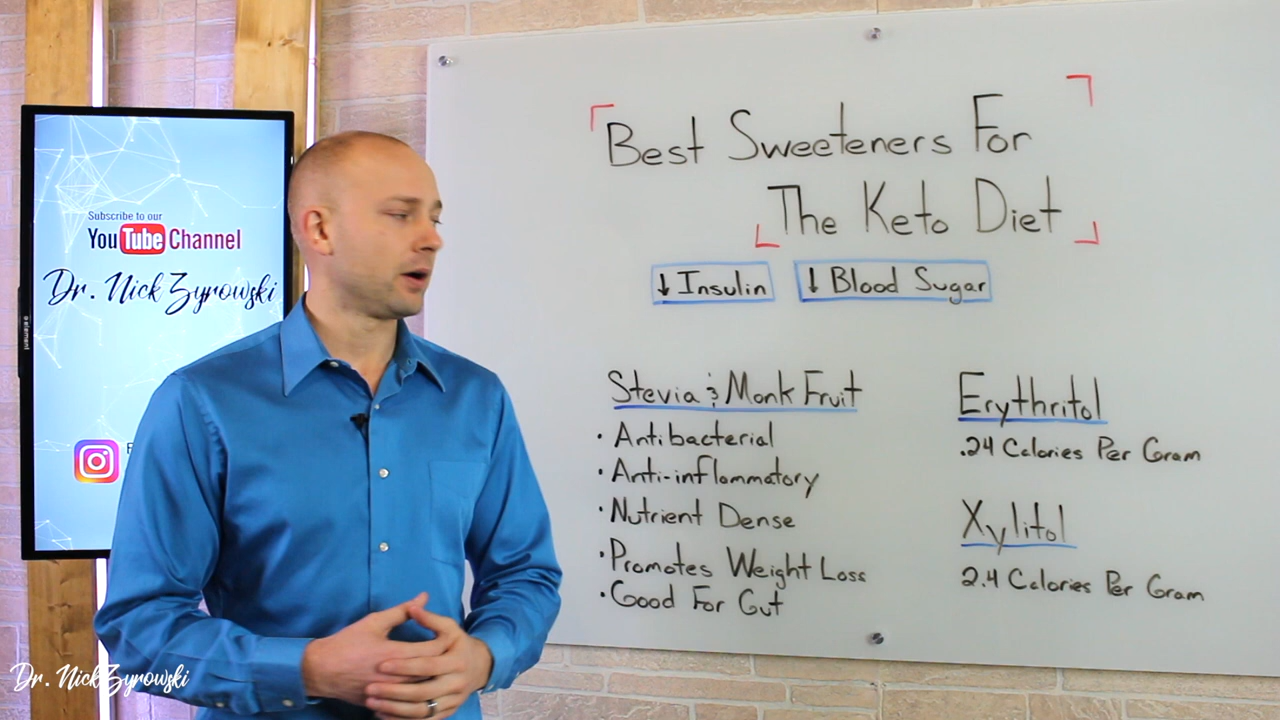 Subscribe to our
YouTube Channel
Dr. Nick Zyrowski
element
Best Sweeteners For
The Keto Diet
↓ Insulin
↓ Blood Sugar
Stevia & Monk Fruit
· Antibacterial
· Anti-inflammatory
· Nutrient Dense
· Promotes Weight Loss
· Good For Gut
Erythritol
.24 Calories Per Gram
Xylitol
2.4 Calories Per Gram
Dr. Nick Zyrowski